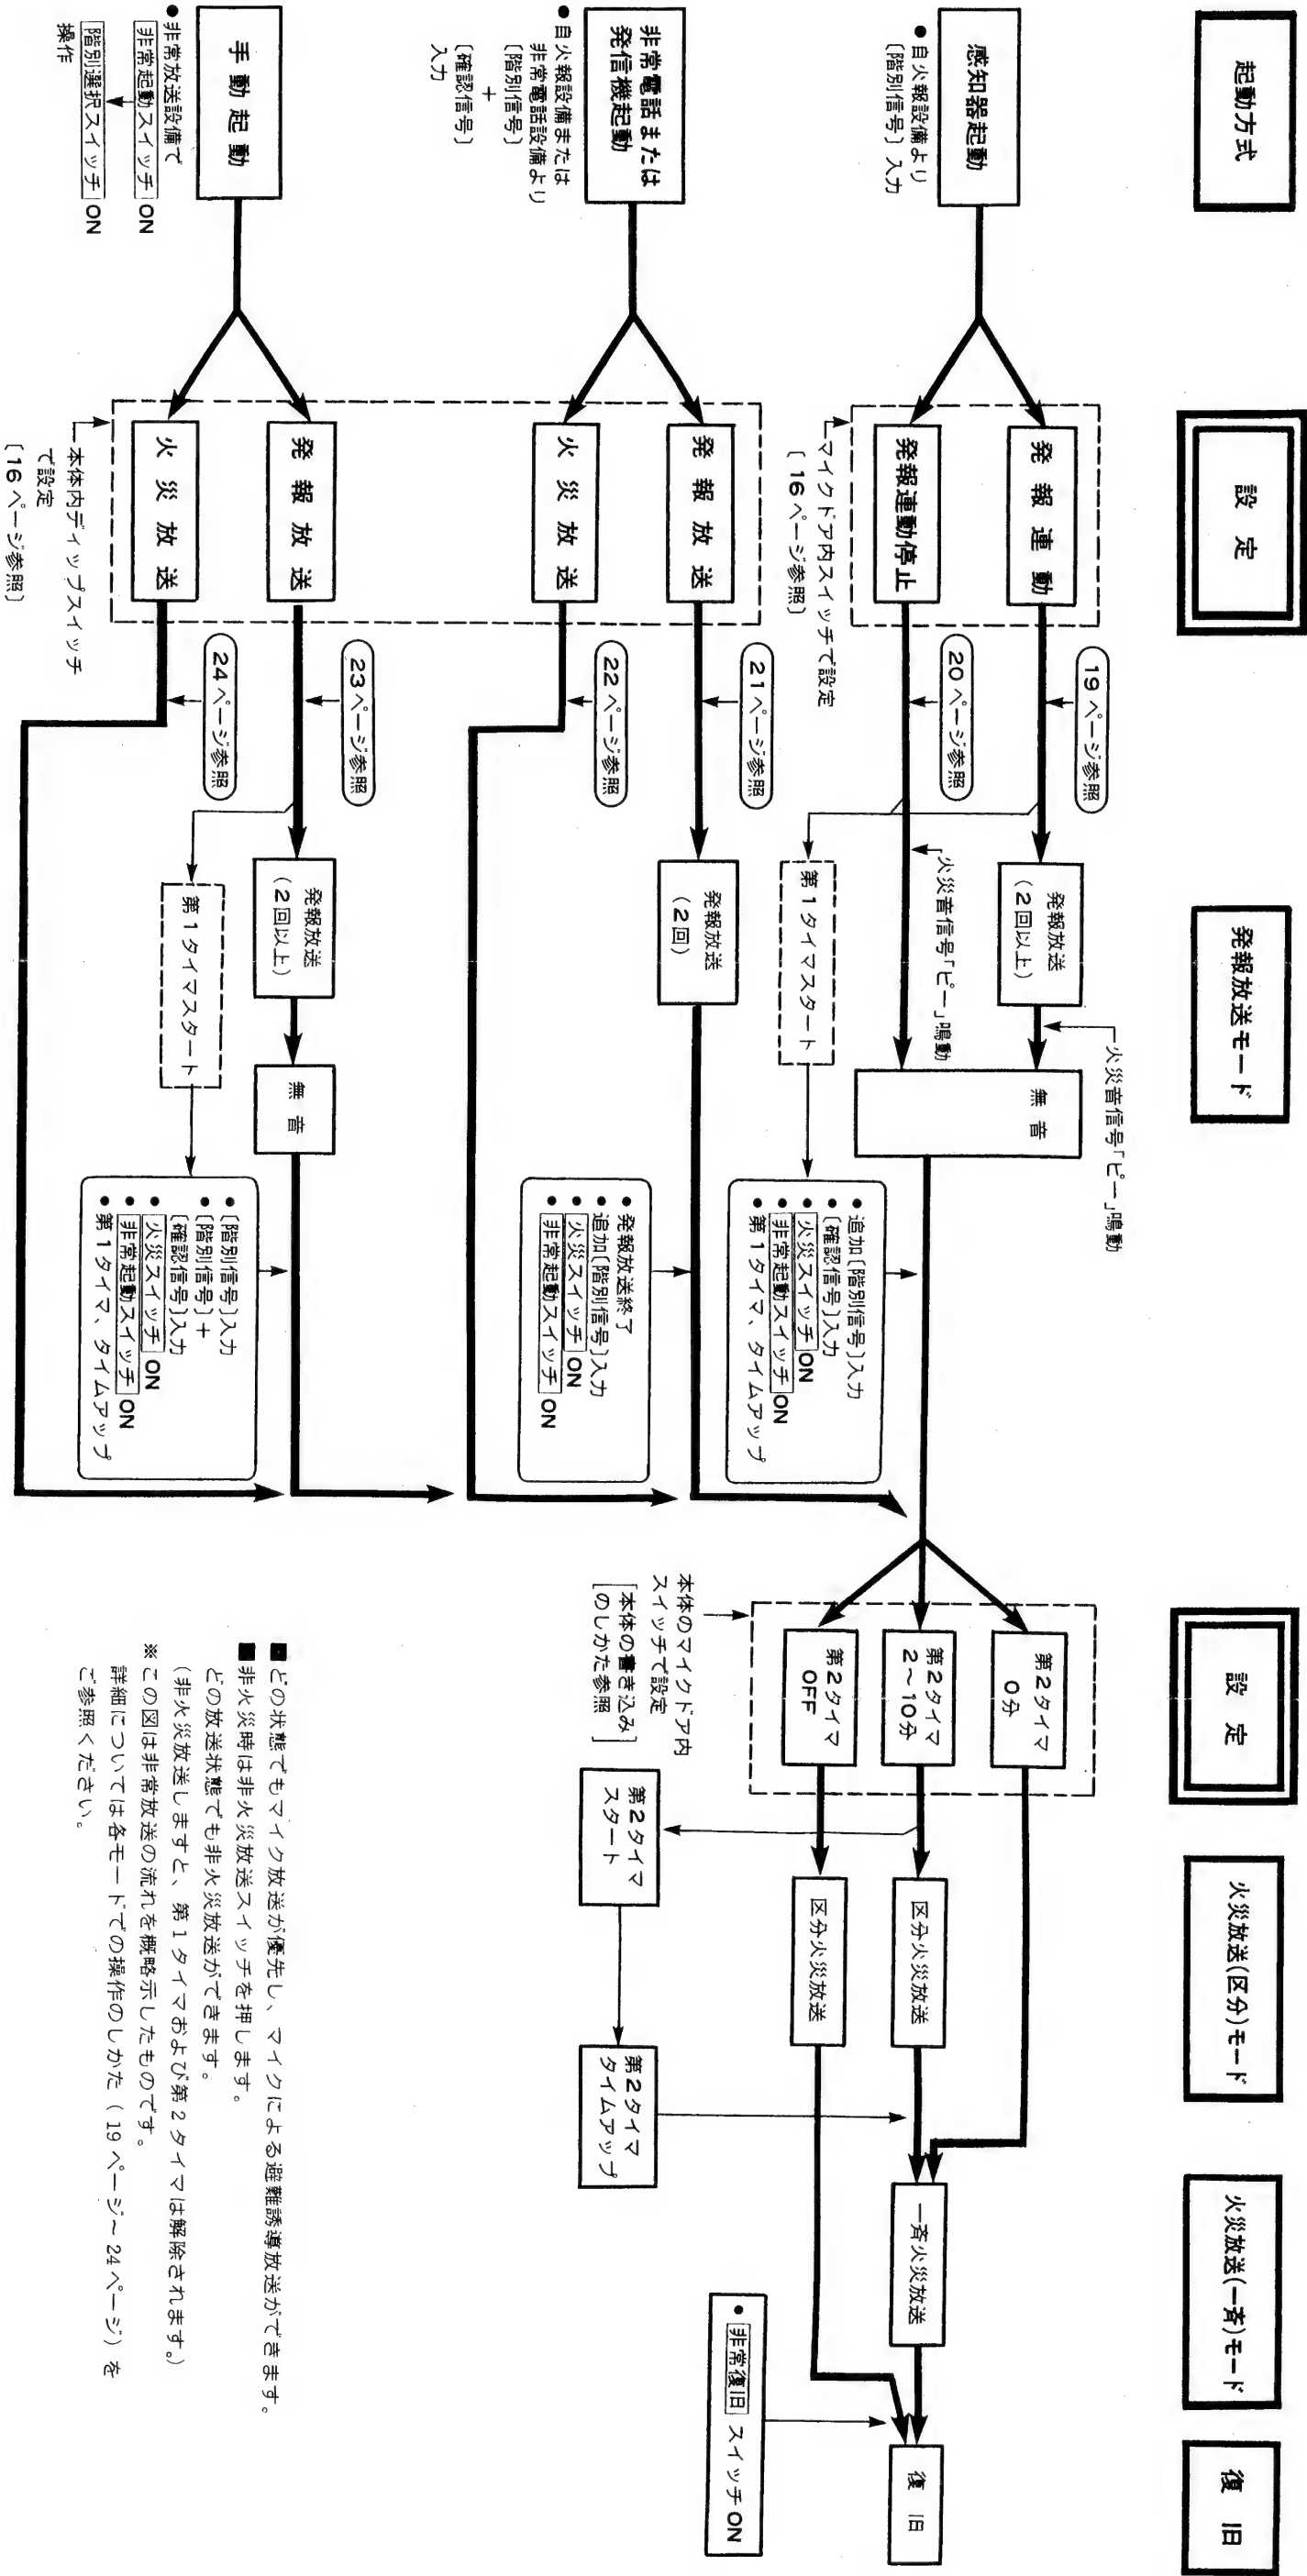 起動方式
設定
発報放送モード
設定
火災放送(区分)モード
火災放送(一斉)モード
復旧
感知器起動
●自火報設備より
〔階別信号〕入力
発報連動
発報連動停止
マイクドア内スイッチで設定
〔16ページ参照〕
19ページ参照
20ページ参照
発報放送
(2回以上)
火災音信号「ピー」鳴動
火災音信号「ピー」鳴動
無音
第1タイマスタート
●追加〔階別信号〕入力
●〔確認信号〕入力
●火災スイッチON
●非常起動スイッチON
●第1タイマ、タイムアップ
非常電話または
発信機起動
●自火報設備または
非常電話設備より
〔階別信号〕
+
〔確認信号〕
入力
発報放送
火災放送
21ページ参照
22ページ参照
発報放送
(2回)
●発報放送終了
●追加〔階別信号〕入力
●火災スイッチON
●非常起動スイッチON
手動起動
●非常放送設備で
非常起動スイッチON
階別選択スイッチON
操作
発報放送
火災放送
本体内ディップスイッチ
で設定
〔16ページ参照〕
23ページ参照
24ページ参照
発報放送
(2回以上)
無音
第1タイマスタート
●〔階別信号〕入力
●〔階別信号〕+
〔確認信号〕入力
●火災スイッチON
●非常起動スイッチON
●第1タイマ、タイムアップ
第2タイマ
0分
第2タイマ
2~10分
第2タイマ
OFF
本体のマイクドア内
スイッチで設定
[本体の書き込み
のしかた参照]
区分火災放送
区分火災放送
第2タイマ
スタート
第2タイマ
タイムアップ
一斉火災放送
復旧
●非常復旧スイッチON
■どの状態でもマイク放送が優先し、マイクによる避難誘導放送ができます。
■非火災時は非火災放送スイッチを押します。
どの放送状態でも非火災放送ができます。
(非火災放送しますと、第1タイマおよび第2タイマは解除されます。)
※この図は非常放送の流れを概略示したものです。
詳細については各モードでの操作のしかた(19ページ~24ページ)を
ご参照ください。